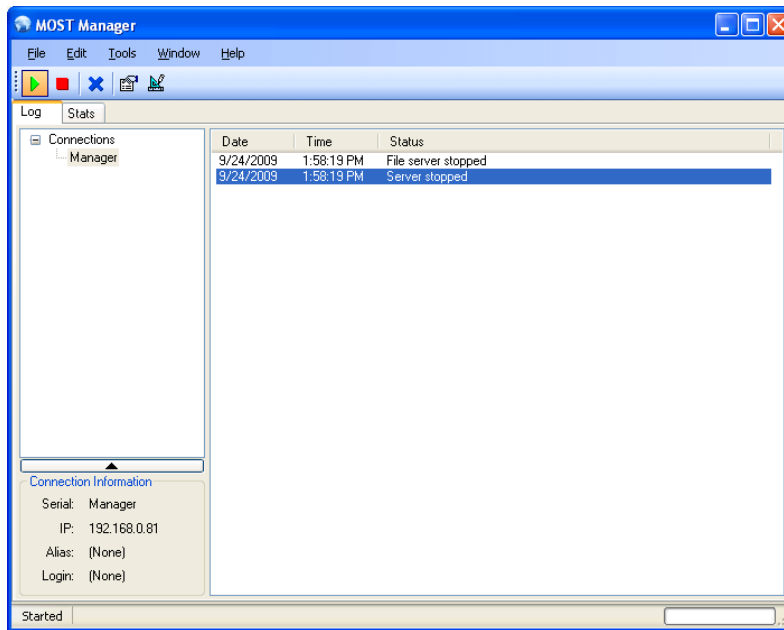 MOST Manager
File Edit Tools Window Help
Log Stats
Connections
Manager
Date Time Status
9/24/2009 1:58:19 PM File server stopped
9/24/2009 1:58:19 PM Server stopped
Connection Information
Serial: Manager
IP: 192.168.0.81
Alias: (None)
Login: (None)
Started